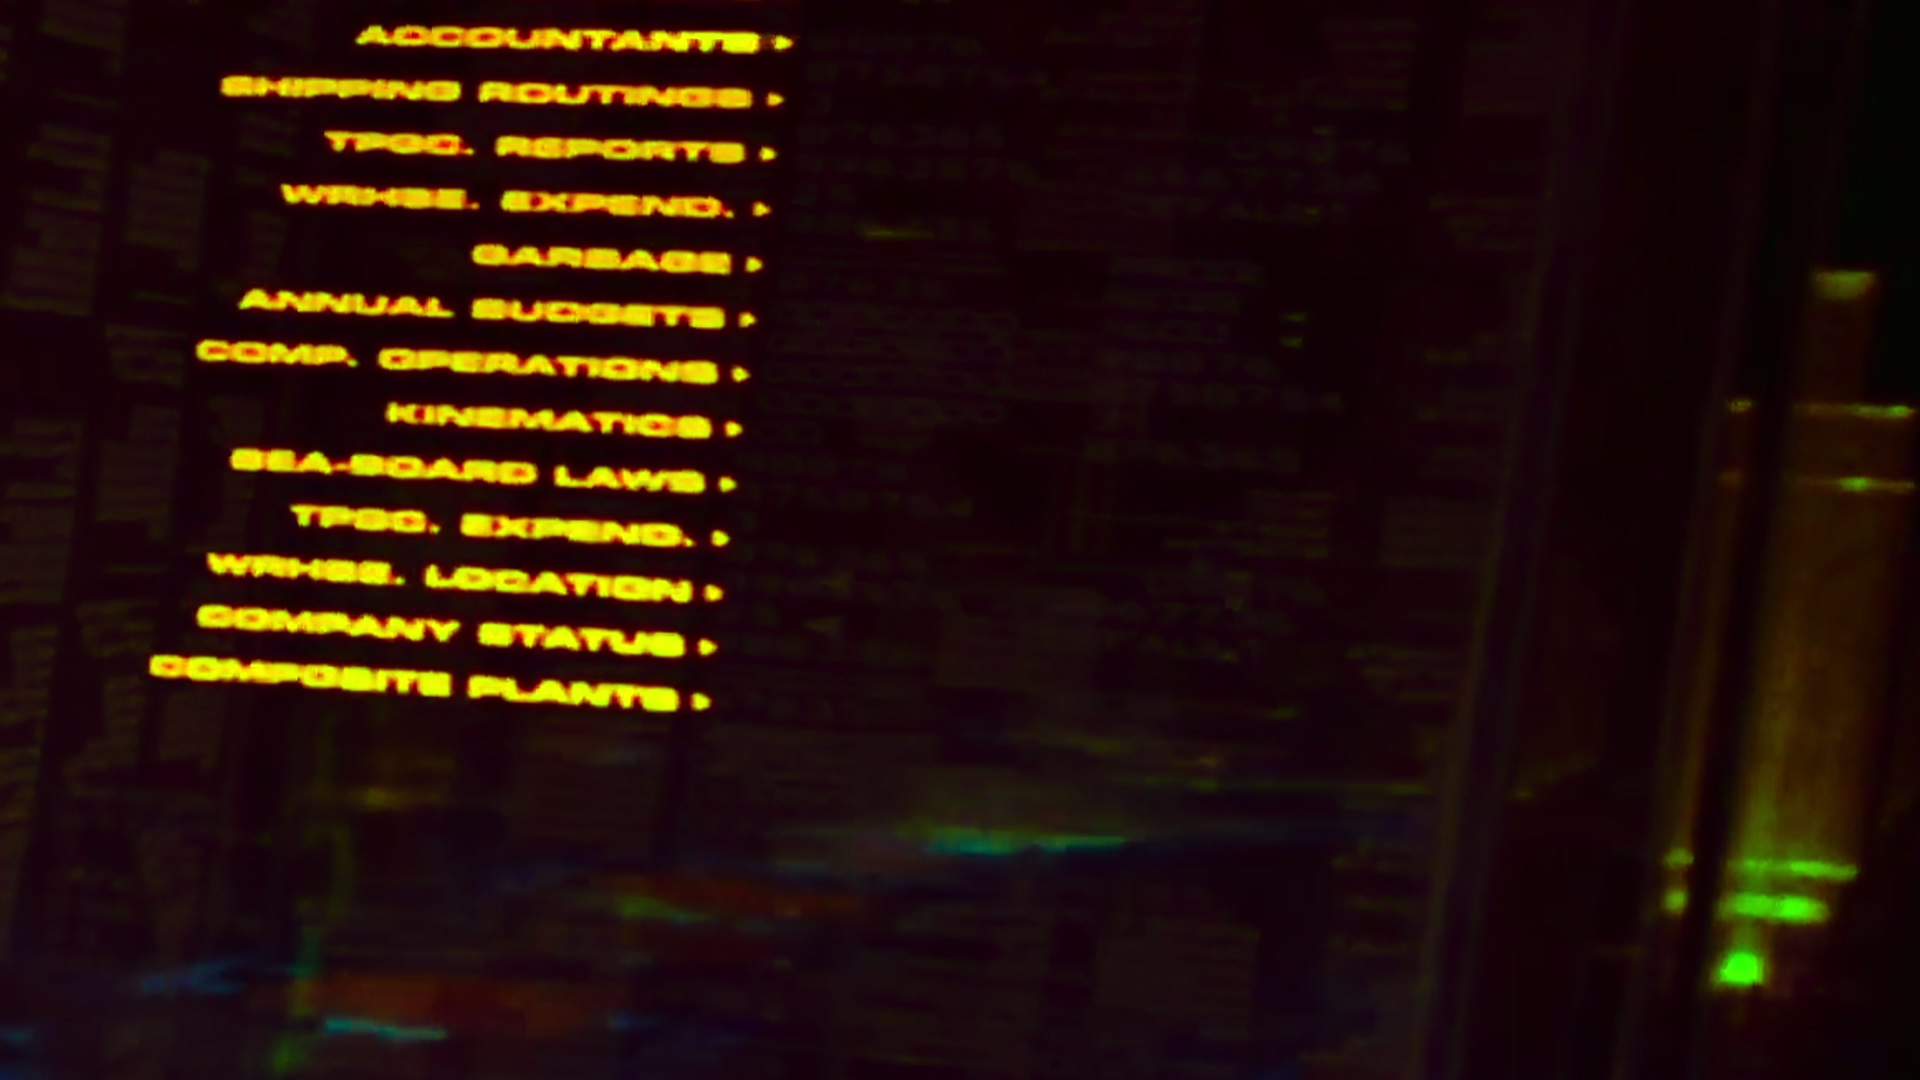 ACCOUNTANTS
SHIPPING ROUTINGS
TPSC. REPORTS
WRHSE. EXPEND.
GARBAGE
ANNUAL BUDGETS
COMP. OPERATIONS
KINEMATICS
SEA-BOARD LAWS
TPSC. EXPEND.
WRHSE. LOCATION
COMPANY STATUS
COMPOSITE PLANTS